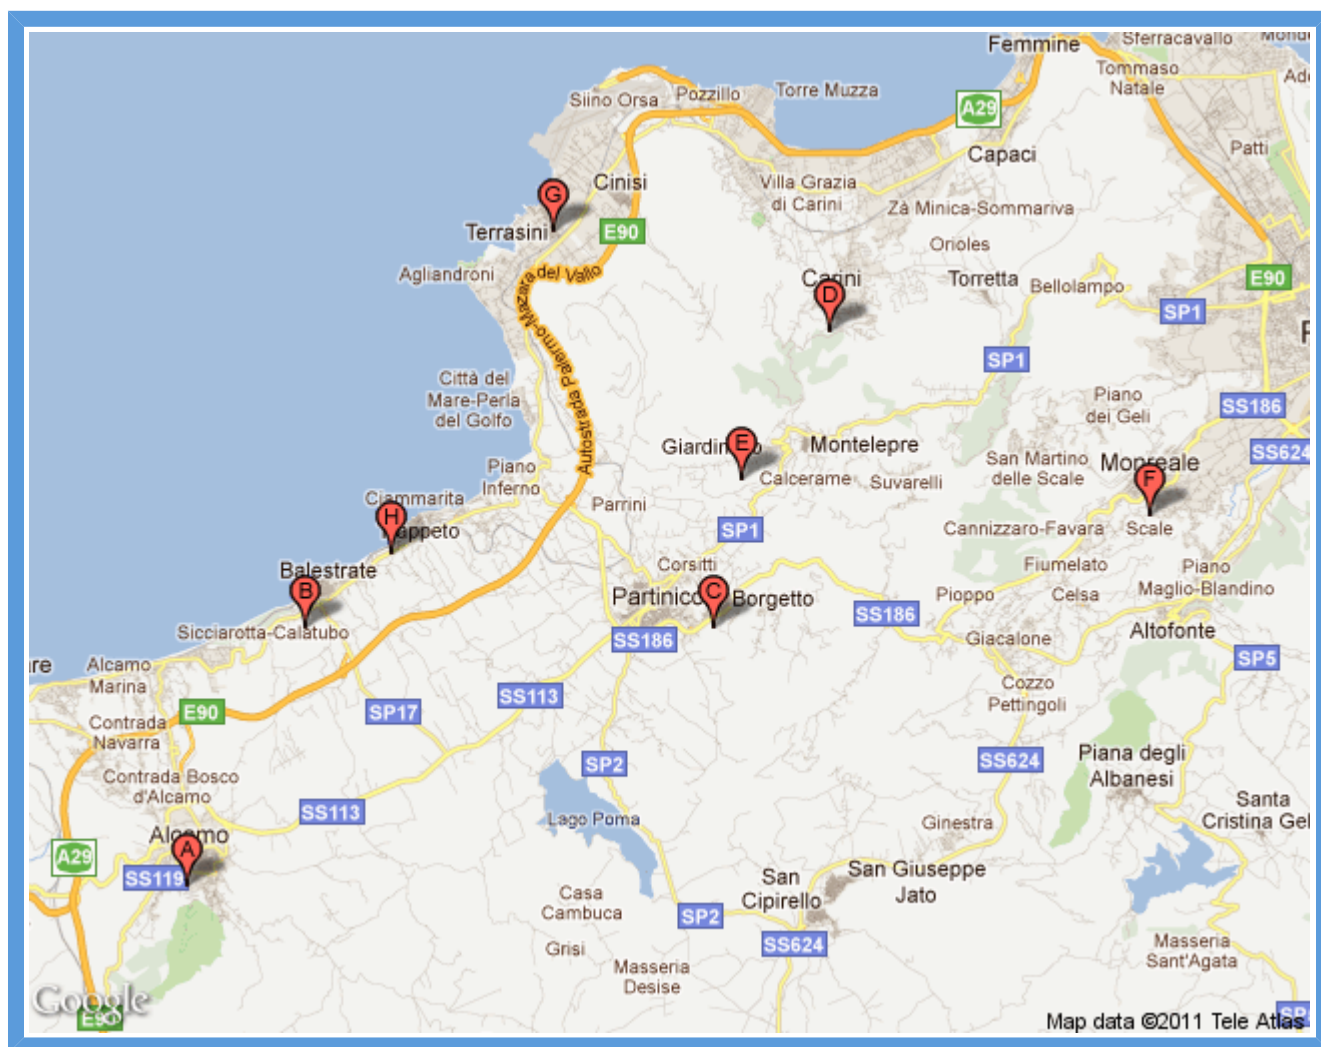 Femmine
Sferracavallo
Tommaso
Natale
Siino Orsa
Pozzillo
Torre Muzza
A29
Capaci
Patti
Cinisi
Villa Grazia
di Carini
Zà Minica-Sommariva
G
Terrasini
E90
Orioles
Agliandroni
Autostrada Palermo-Mazara del Vallo
Carini
D
Torretta
Bellolampo
E90
SP1
SP1
Città del
Mare-Perla
del Golfo
Piano
dei Geli
SS186
Giardinello
E
Montelepre
SS624
San Martino
delle Scale
Monreale
F
Piano
Inferno
Calcerame
Suvarelli
Ciammarita
Parrini
H
SP1
Cannizzaro-Favara
Scale
Balestrate
B
Corsitti
Fiumelato
Piano
Maglio-Blandino
Partinico
C
Borgetto
Pioppo
Celsa
SS186
SS186
Sicciarotta-Calatubo
Giacalone
Altofonte
SP5
Alcamo
Marina
Cozzo
Pettingoli
SS113
E90
SP17
Contrada
Navarra
SP2
SS624
Piana degli
Albanesi
Contrada Bosco
d'Alcamo
SS113
Lago Poma
Santa
Cristina Gel
Ginestra
Alcamo
A
A29
SS119
San
Cipirello
San Giuseppe
Jato
Casa
Cambuca
SP2
SS624
Grisi
Masseria
Sant'Agata
Masseria
Desise
Google
E90
Map data ©2011 Tele Atlas